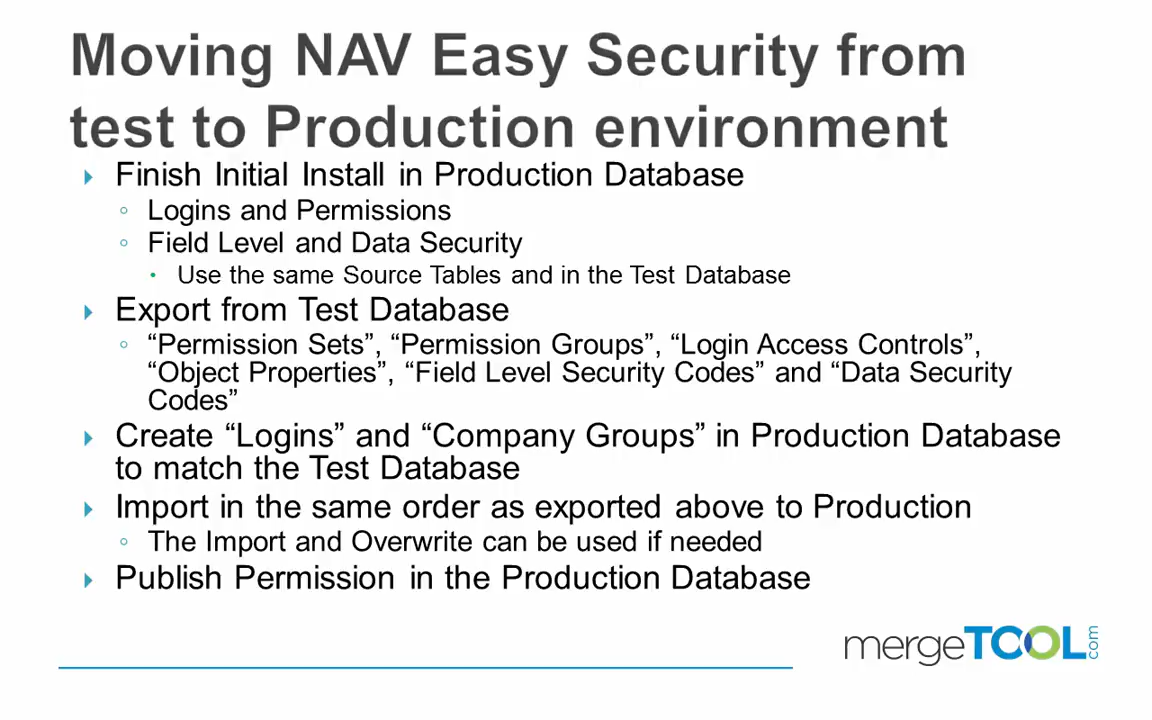 Moving NAV Easy Security from
test to Production environment
Finish Initial Install in Production Database
Logins and Permissions
Field Level and Data Security
Use the same Source Tables and in the Test Database
Export from Test Database
“Permission Sets”, “Permission Groups”, “Login Access Controls”,
“Object Properties”, “Field Level Security Codes” and “Data Security
Codes”
Create “Logins” and “Company Groups” in Production Database
to match the Test Database
Import in the same order as exported above to Production
The Import and Overwrite can be used if needed
Publish Permission in the Production Database
mergeTOOL.com